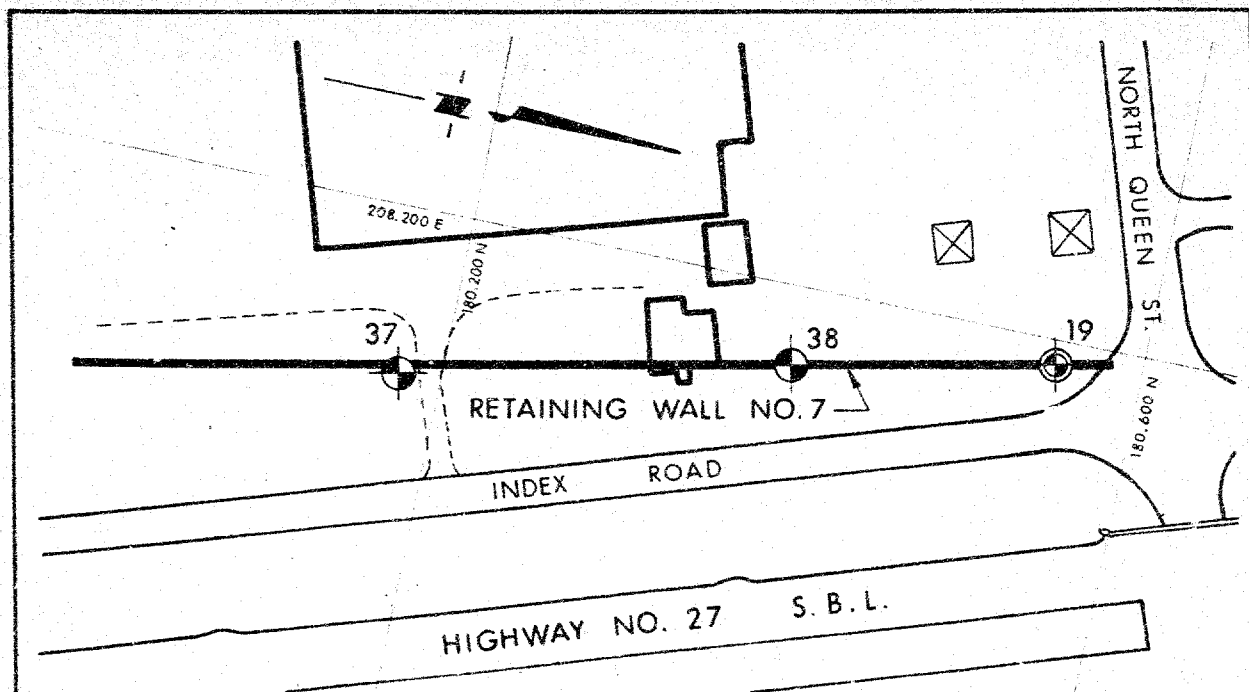 NORTH QUEEN ST.
208.200 E
180.200 N
37
38
19
RETAINING WALL NO. 7
180.600 N
INDEX ROAD
HIGHWAY NO. 27 S.B.L.